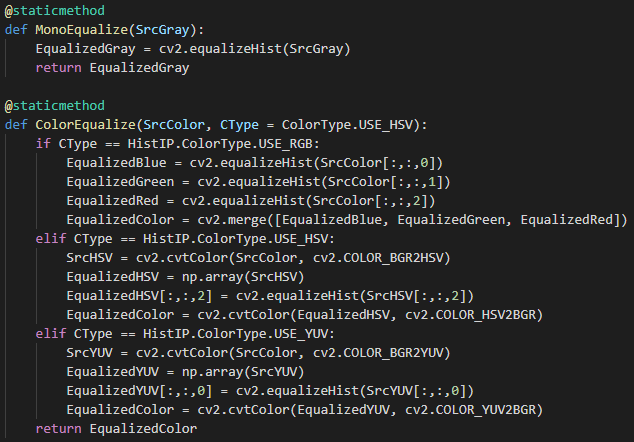 @staticmethod
def MonoEqualize(SrcGray):
    EqualizedGray = cv2.equalizeHist(SrcGray)
    return EqualizedGray

@staticmethod
def ColorEqualize(SrcColor, CType = ColorType.USE_HSV):
    if CType == HistIP.ColorType.USE_RGB:
        EqualizedBlue = cv2.equalizeHist(SrcColor[:,:,0])
        EqualizedGreen = cv2.equalizeHist(SrcColor[:,:,1])
        EqualizedRed = cv2.equalizeHist(SrcColor[:,:,2])
        EqualizedColor = cv2.merge([EqualizedBlue, EqualizedGreen, EqualizedRed])
    elif CType == HistIP.ColorType.USE_HSV:
        SrcHSV = cv2.cvtColor(SrcColor, cv2.COLOR_BGR2HSV)
        EqualizedHSV = np.array(SrcHSV)
        EqualizedHSV[:,:,2] = cv2.equalizeHist(SrcHSV[:,:,2])
        EqualizedColor = cv2.cvtColor(EqualizedHSV, cv2.COLOR_HSV2BGR)
    elif CType == HistIP.ColorType.USE_YUV:
        SrcYUV = cv2.cvtColor(SrcColor, cv2.COLOR_BGR2YUV)
        EqualizedYUV = np.array(SrcYUV)
        EqualizedYUV[:,:,0] = cv2.equalizeHist(SrcYUV[:,:,0])
        EqualizedColor = cv2.cvtColor(EqualizedYUV, cv2.COLOR_YUV2BGR)
    return EqualizedColor